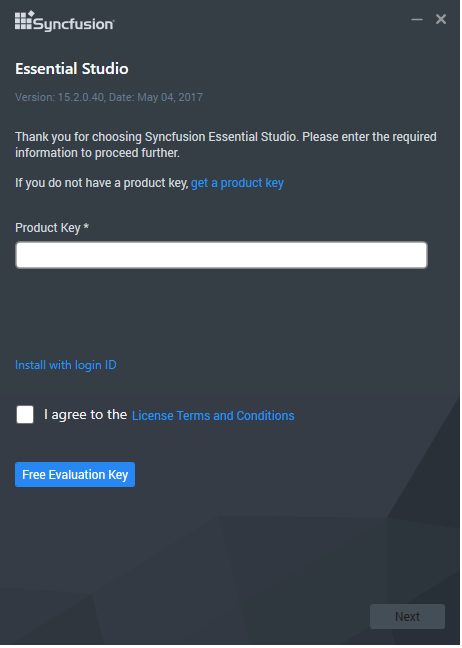 Syncfusion®
Essential Studio
Version: 15.2.0.40, Date: May 04, 2017
Thank you for choosing Syncfusion Essential Studio. Please enter the required
information to proceed further.
If you do not have a product key, get a product key
Product Key *
Install with login ID
I agree to the License Terms and Conditions
Free Evaluation Key
Next